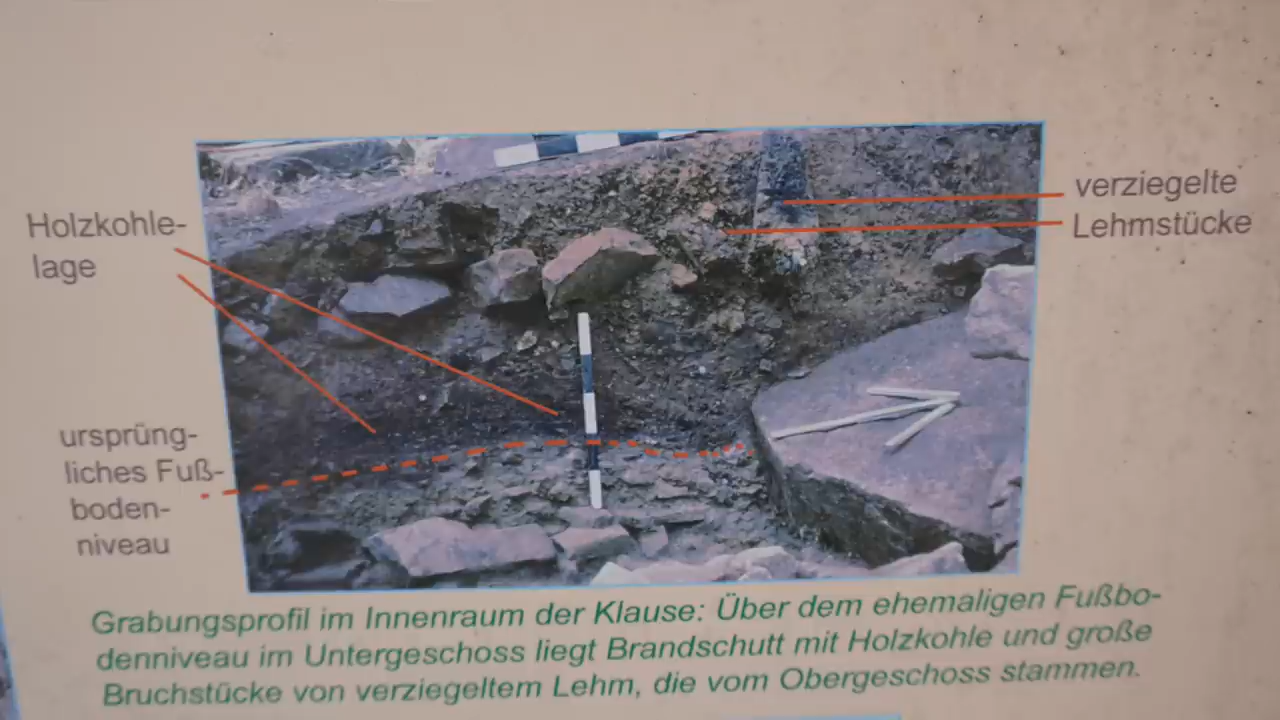 Holzkohle-
lage
verziegelte
Lehmstücke
ursprüng-
liches Fuß-
boden-
niveau
Grabungsprofil im Innenraum der Klause: Über dem ehemaligen Fußbo-
denniveau im Untergeschoss liegt Brandschutt mit Holzkohle und große
Bruchstücke von verziegeltem Lehm, die vom Obergeschoss stammen.